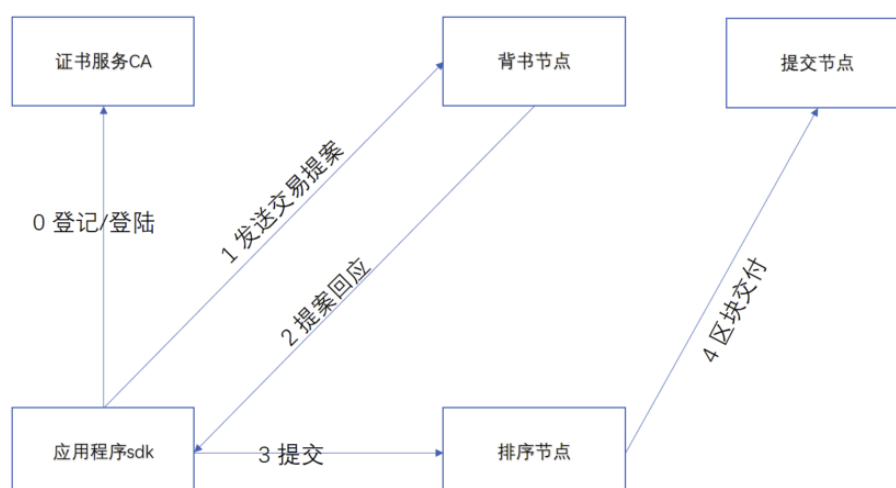 证书服务CA
背书节点
提交节点
0 登记/登陆
1 发送交易提案
2 提案回应
4 区块交付
应用程序sdk
3 提交
排序节点